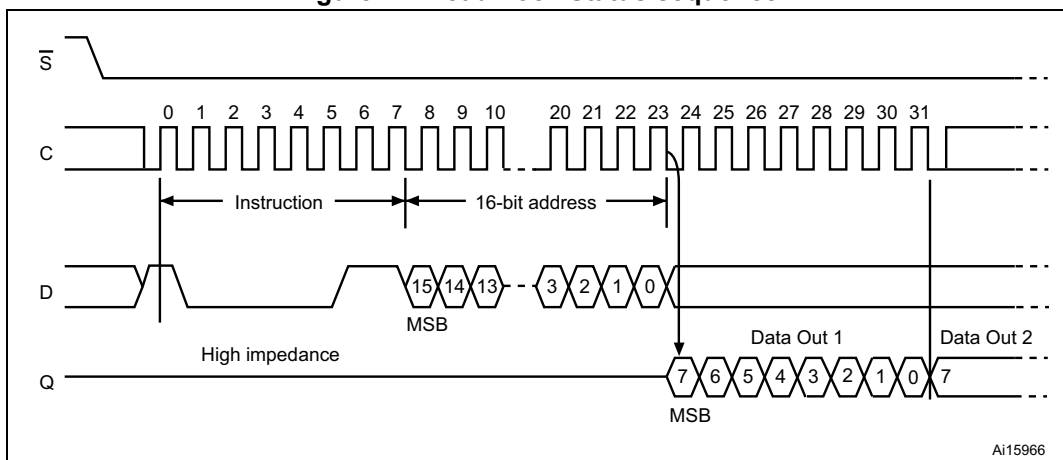 S
0 1 2 3 4 5 6 7 8 9 10 20 21 22 23 24 25 26 27 28 29 30 31
C
Instruction 16-bit address
D 15 14 13 3 2 1 0
MSB
High impedance Data Out 1 Data Out 2
Q 7 6 5 4 3 2 1 0 7
MSB
Ai15966